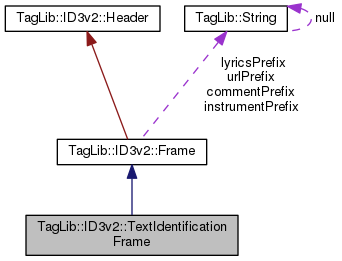 TagLib::ID3v2::Header
TagLib::String
null
lyricsPrefix
urlPrefix
commentPrefix
instrumentPrefix
TagLib::ID3v2::Frame
TagLib::ID3v2::TextIdentification
Frame